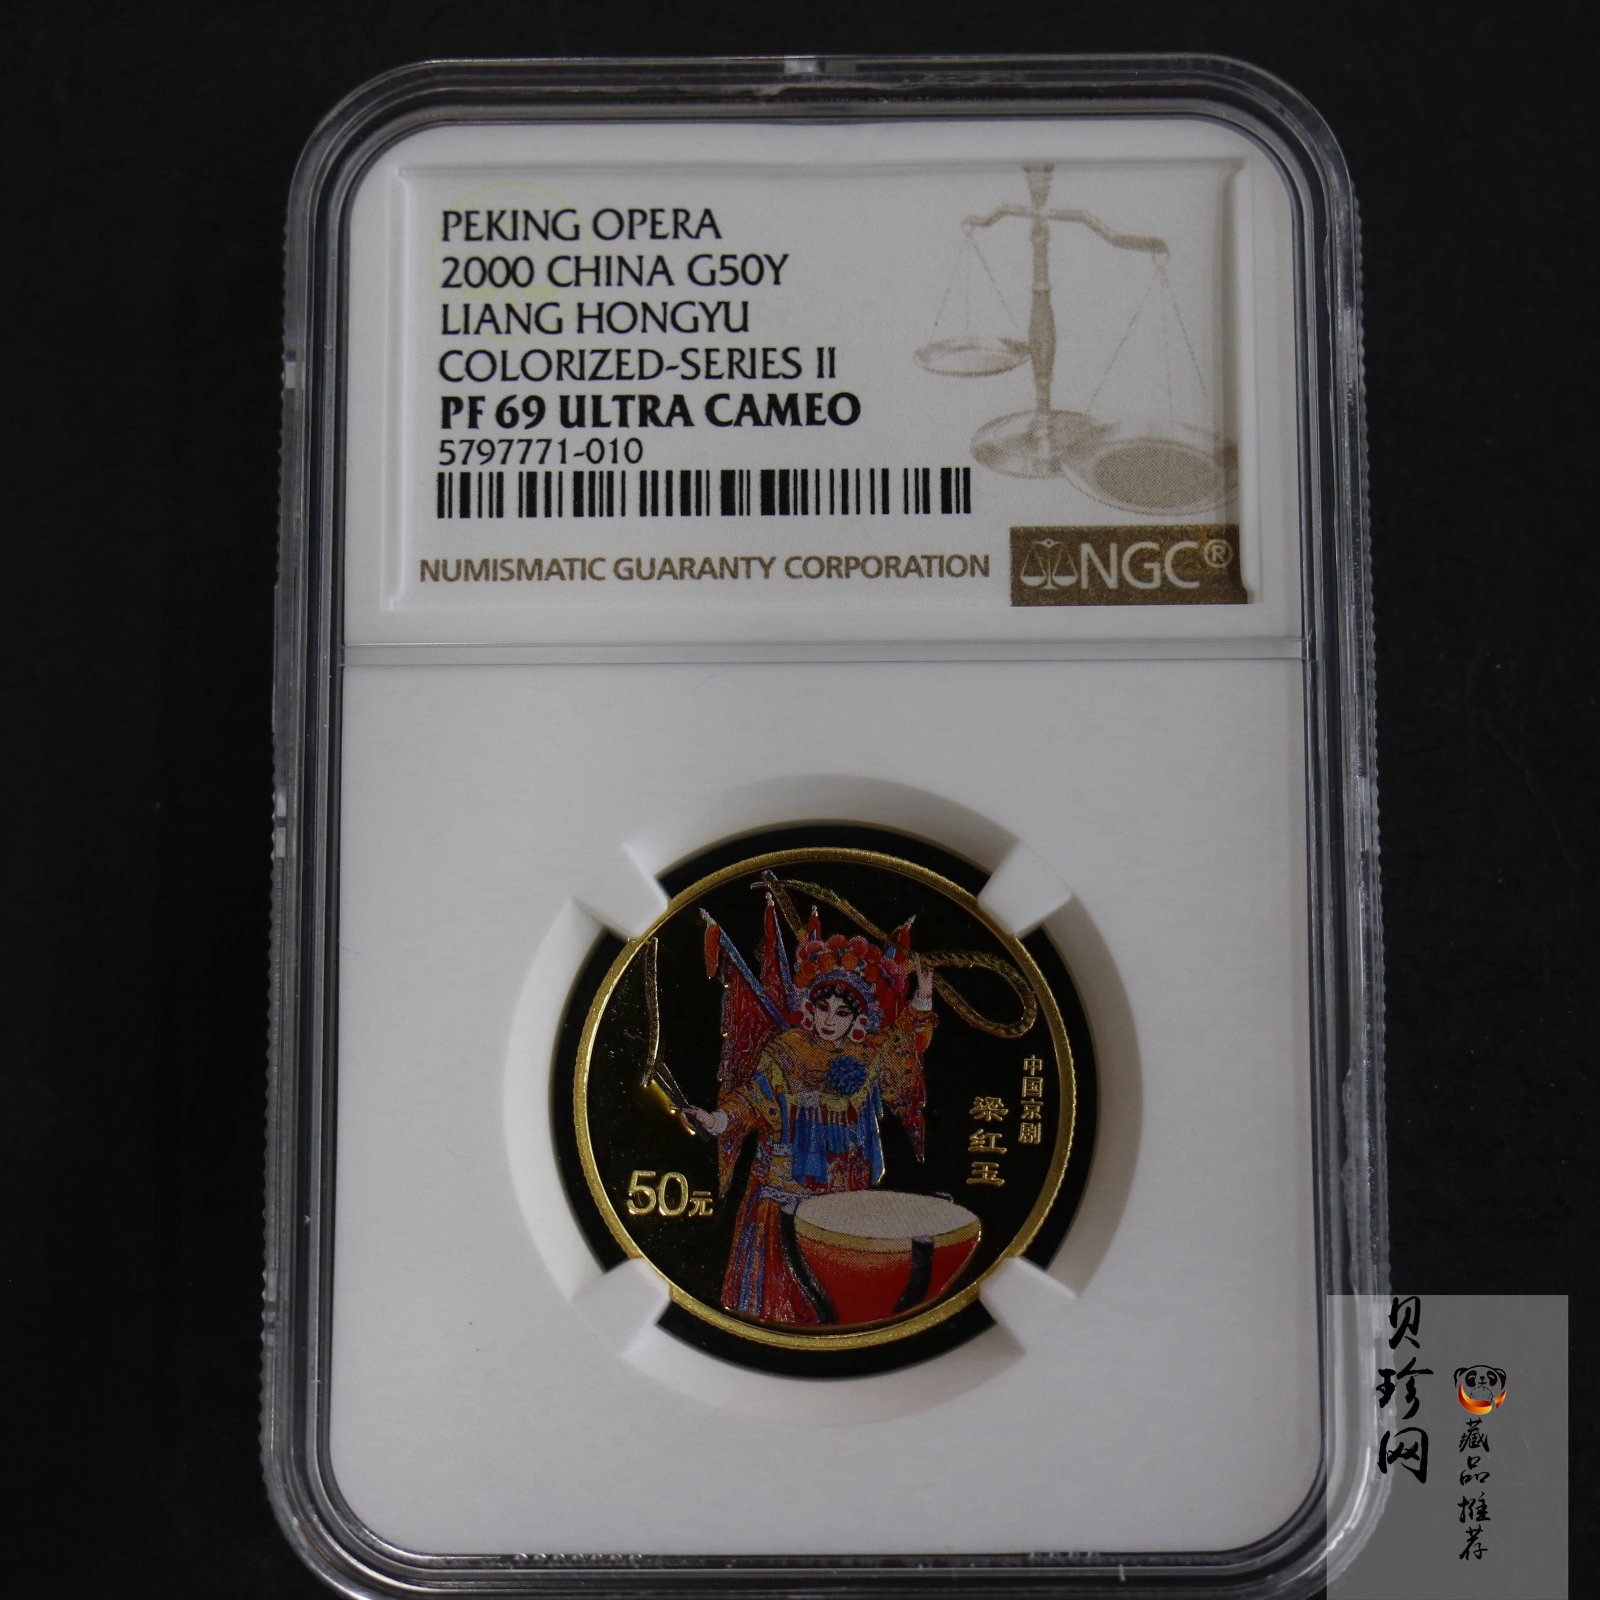 PEKING OPERA
2000 CHINA G50Y
LIANG HONGYU
COLORIZED-SERIES II
PF 69 ULTRA CAMEO
5797771-010
NUMISMATIC GUARANTY CORPORATION
NGC®
中国京剧
梁红玉
50元
贝珍网
藏品推荐